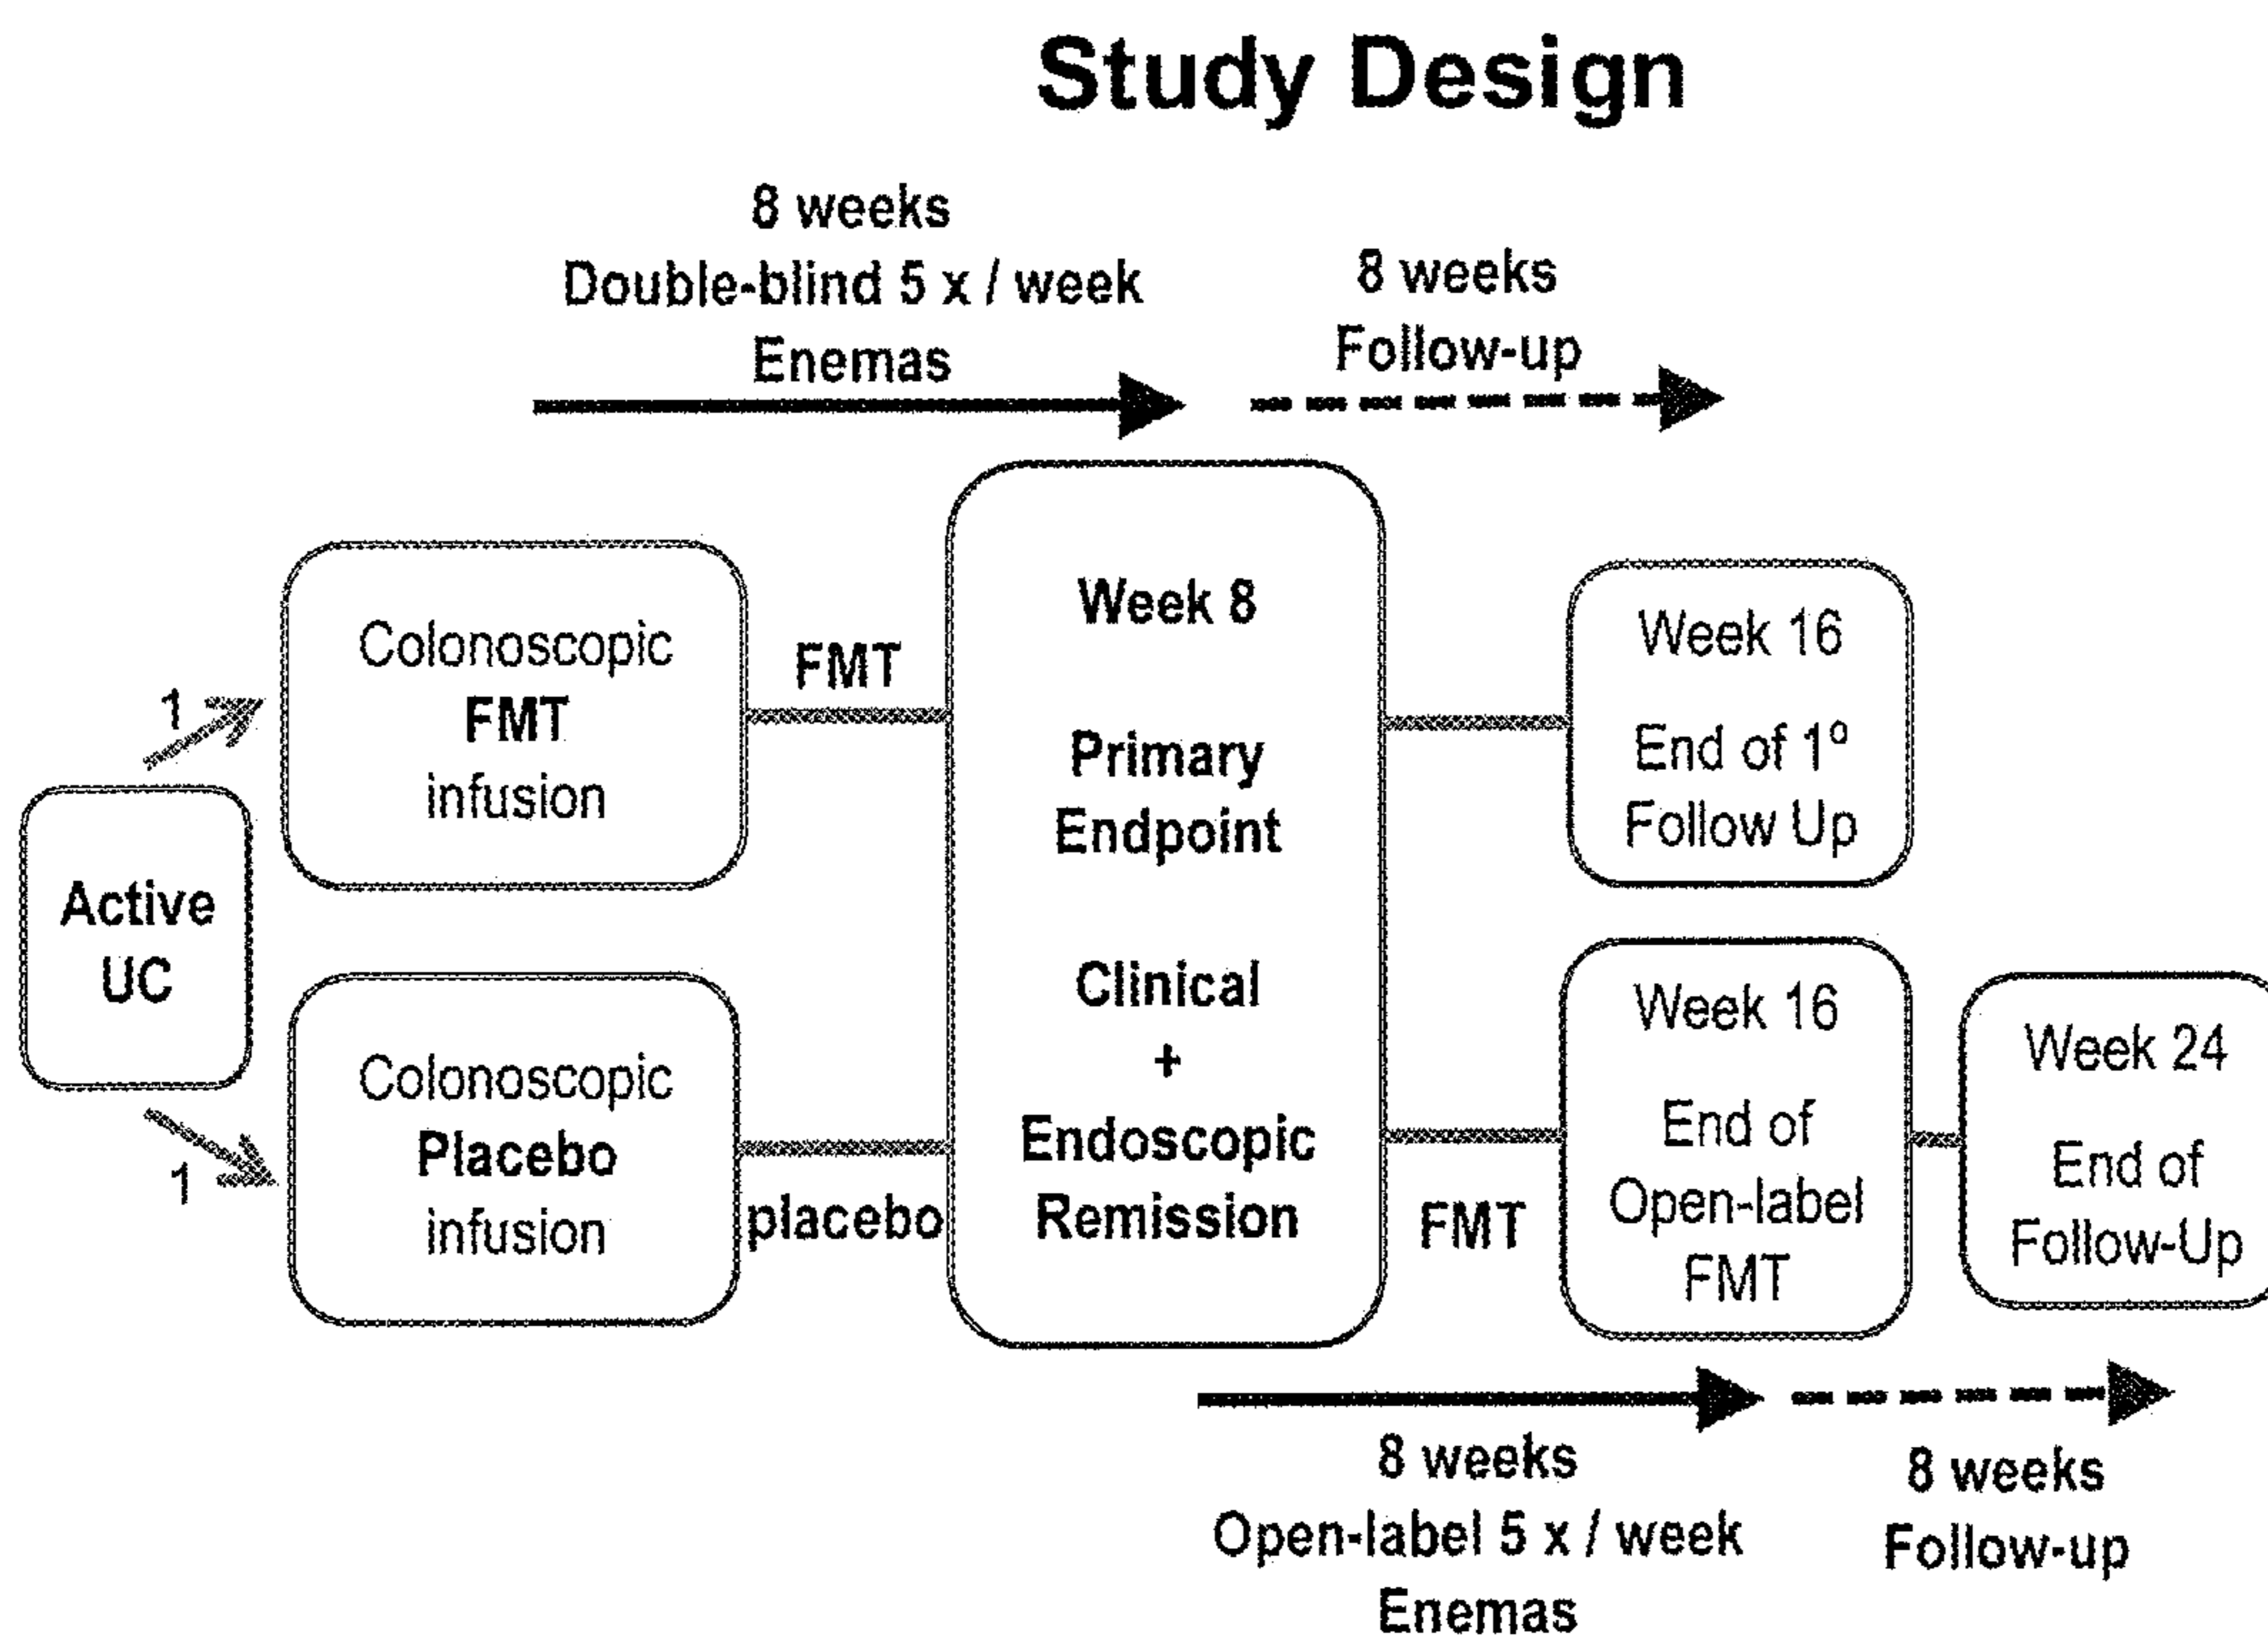 Study Design
8 weeks
Double-blind 5 x / week
Enemas
8 weeks
Follow-up
Active
UC
1
1
Colonoscopic
FMT
infusion
FMT
Colonoscopic
Placebo
infusion
placebo
Week 8
Primary
Endpoint
Clinical
+
Endoscopic
Remission
Week 16
End of 1º
Follow Up
FMT
Week 16
End of
Open-label
FMT
Week 24
End of
Follow-Up
8 weeks
Open-label 5 x / week
Enemas
8 weeks
Follow-up